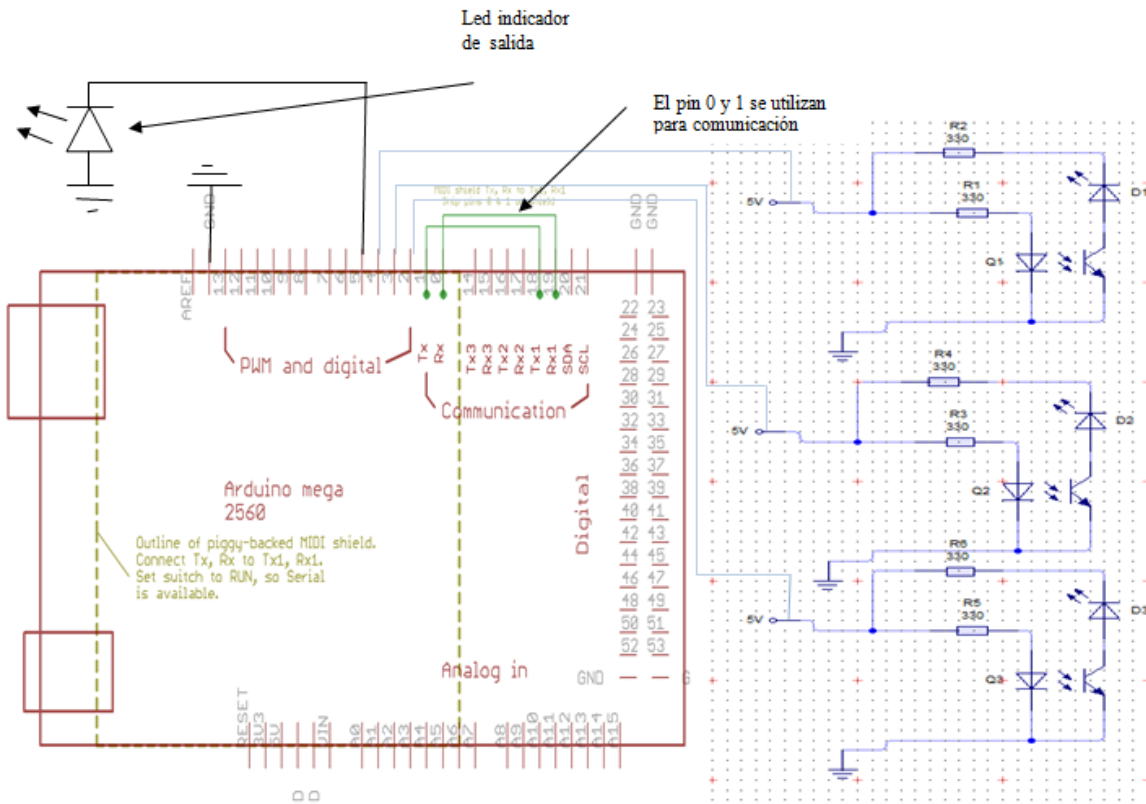 Led indicador
de salida
El pin 0 y 1 se utilizan
para comunicación
MIDI shield Tx, Rx to Tx1, Rx1
GND
GND
GND
AREF
13
12
11
10
9
8
7
6
5
4
3
2
1
0
14
15
16
17
18
19
20
21
PWM and digital
Tx
Rx
Tx3
Rx3
Tx2
Rx2
Tx1
Rx1
SDA
SCL
Communication
22 23
24 25
26 27
28 29
30 31
32 33
34 35
36 37
38 39
40 41
42 43
44 45
46 47
48 49
50 51
52 53
GND
G
Digital
Arduino mega
2560
Outline of piggy-backed MIDI shield.
Connect Tx, Rx to Tx1, Rx1.
Set switch to RUN, so Serial
is available.
Analog in
RESET
3V3
5V
VIN
A0
A1
A2
A3
A4
A5
A6
A7
A8
A9
A10
A11
A12
A13
A14
A15
D
D
R2
330
R1
330
5V
D1
Q1
R4
330
R3
330
5V
D2
Q2
R6
330
R5
330
5V
D3
Q3